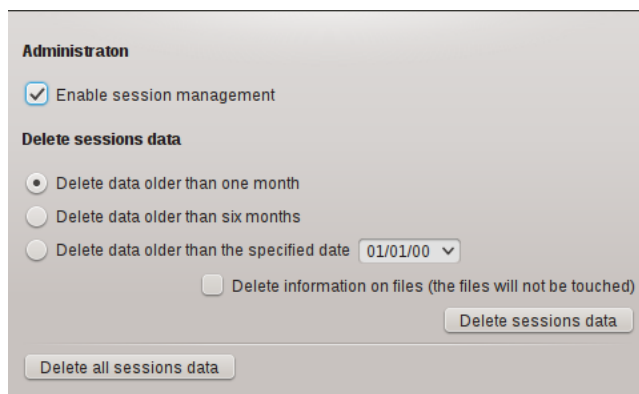 Administraton
Enable session management
Delete sessions data
Delete data older than one month
Delete data older than six months
Delete data older than the specified date 01/01/00
Delete information on files (the files will not be touched)
Delete sessions data
Delete all sessions data